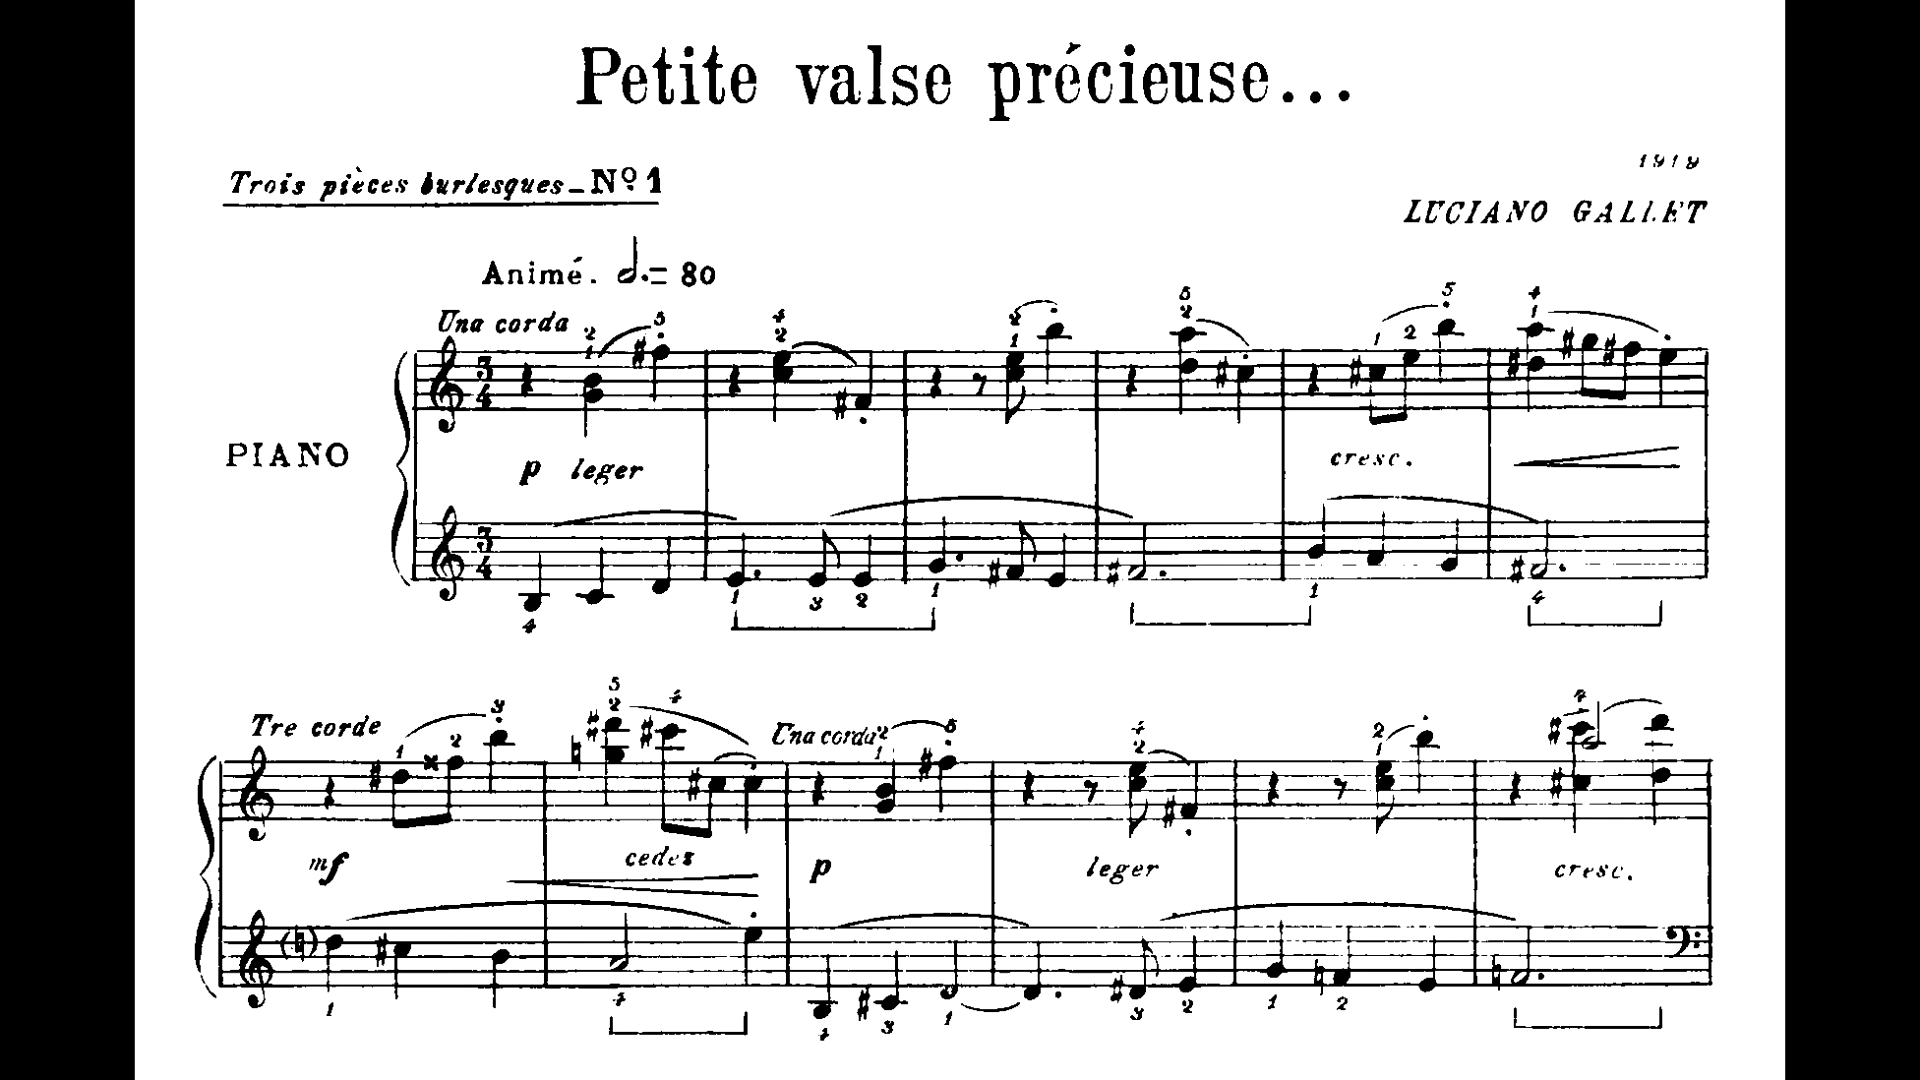 Petite valse précieuse...
1919
Trois pièces burlesques_Nº 1
LUCIANO GALLET
Animé. 𝅗𝅥. = 80
Una corda
PIANO
p leger
cresc.
Tre corde
Una corda
mf
cedez
p
leger
cresc.